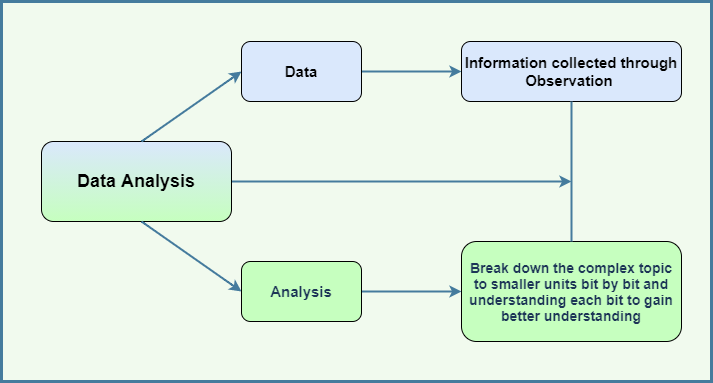 Data
Information collected through
Observation
Data Analysis
Analysis
Break down the complex topic
to smaller units bit by bit and
understanding each bit to gain
better understanding